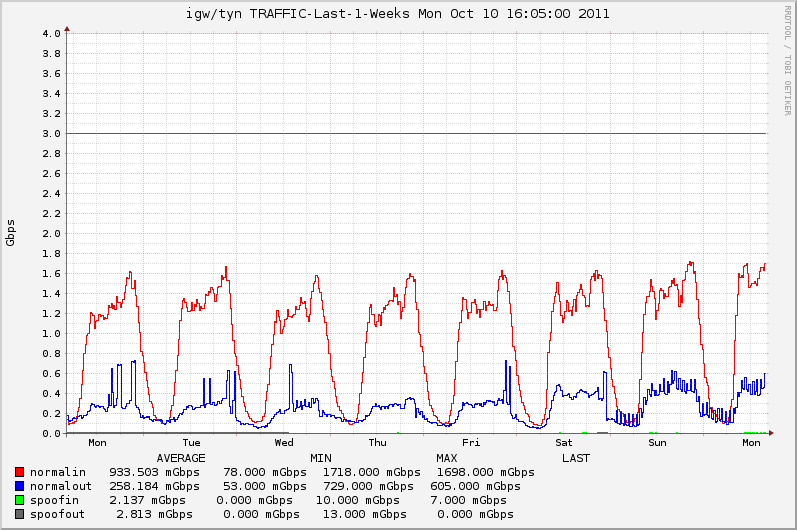 igw/tyn TRAFFIC-Last-1-Weeks Mon Oct 10 16:05:00 2011
RRDTOOL / TOBI OETIKER
Gbps
4.0
3.8
3.6
3.4
3.2
3.0
2.8
2.6
2.4
2.2
2.0
1.8
1.6
1.4
1.2
1.0
0.8
0.6
0.4
0.2
0.0
Mon Tue Wed Thu Fri Sat Sun Mon
AVERAGE MIN MAX LAST
normalin 933.503 mGbps 78.000 mGbps 1718.000 mGbps 1698.000 mGbps
normalout 258.184 mGbps 53.000 mGbps 729.000 mGbps 605.000 mGbps
spoofin 2.137 mGbps 0.000 mGbps 10.000 mGbps 7.000 mGbps
spoofout 2.813 mGbps 0.000 mGbps 13.000 mGbps 0.000 mGbps